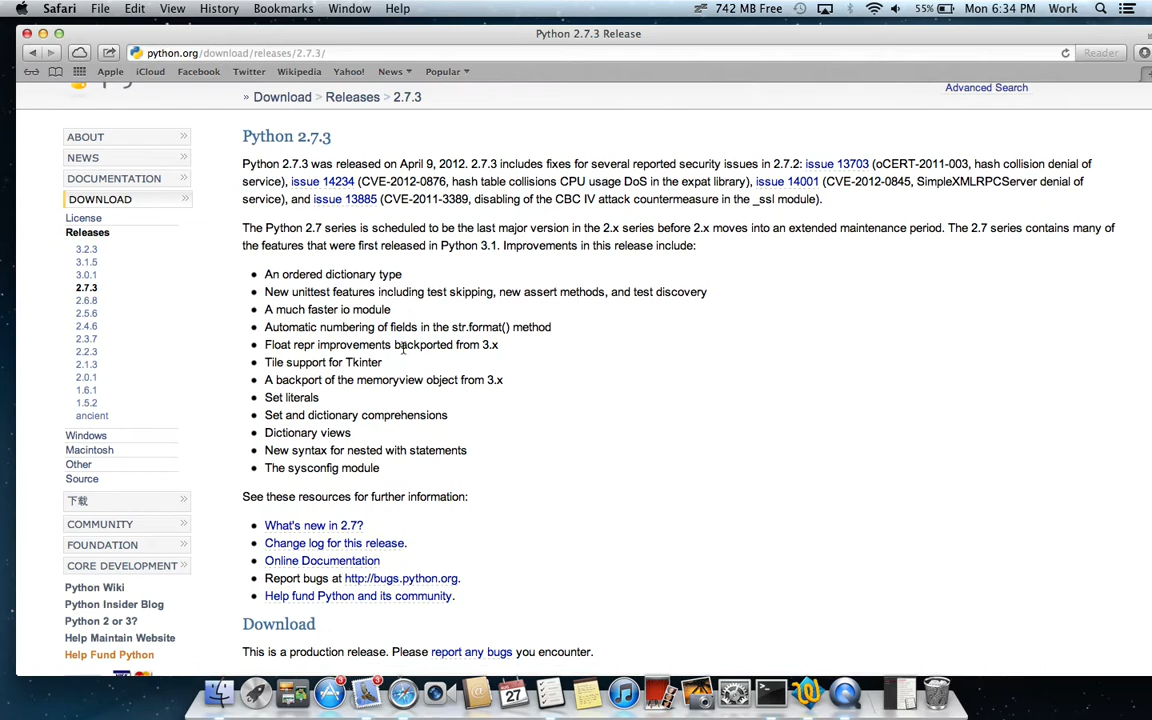 Safari File Edit View History Bookmarks Window Help 742 MB Free 55% Mon 6:34 PM Work
Python 2.7.3 Release
python.org/download/releases/2.7.3/ Reader
Apple iCloud Facebook Twitter Wikipedia Yahoo! News Popular
» Download > Releases > 2.7.3
Advanced Search
ABOUT »
NEWS »
DOCUMENTATION »
DOWNLOAD »
License
Releases
3.2.3
3.1.5
3.0.1
2.7.3
2.6.8
2.5.6
2.4.6
2.3.7
2.2.3
2.1.3
2.0.1
1.6.1
1.5.2
ancient
Windows
Macintosh
Other
Source
下载 »
COMMUNITY »
FOUNDATION »
CORE DEVELOPMENT »
Python Wiki
Python Insider Blog
Python 2 or 3?
Help Maintain Website
Help Fund Python
Python 2.7.3
Python 2.7.3 was released on April 9, 2012. 2.7.3 includes fixes for several reported security issues in 2.7.2: issue 13703 (oCERT-2011-003, hash collision denial of
service), issue 14234 (CVE-2012-0876, hash table collisions CPU usage DoS in the expat library), issue 14001 (CVE-2012-0845, SimpleXMLRPCServer denial of
service), and issue 13885 (CVE-2011-3389, disabling of the CBC IV attack countermeasure in the _ssl module).
The Python 2.7 series is scheduled to be the last major version in the 2.x series before 2.x moves into an extended maintenance period. The 2.7 series contains many of
the features that were first released in Python 3.1. Improvements in this release include:
• An ordered dictionary type
• New unittest features including test skipping, new assert methods, and test discovery
• A much faster io module
• Automatic numbering of fields in the str.format() method
• Float repr improvements backported from 3.x
• Tile support for Tkinter
• A backport of the memoryview object from 3.x
• Set literals
• Set and dictionary comprehensions
• Dictionary views
• New syntax for nested with statements
• The sysconfig module
See these resources for further information:
• What's new in 2.7?
• Change log for this release.
• Online Documentation
• Report bugs at http://bugs.python.org.
• Help fund Python and its community.
Download
This is a production release. Please report any bugs you encounter.